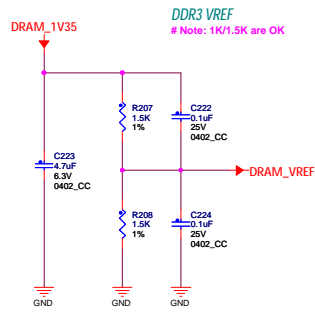 DDR3 VREF
# Note: 1K/1.5K are OK
DRAM_1V35
R207
1.5K
1%
C222
0.1uF
25V
0402_CC
C223
4.7uF
6.3V
0402_CC
DRAM_VREF
R208
1.5K
1%
C224
0.1uF
25V
0402_CC
GND
GND
GND